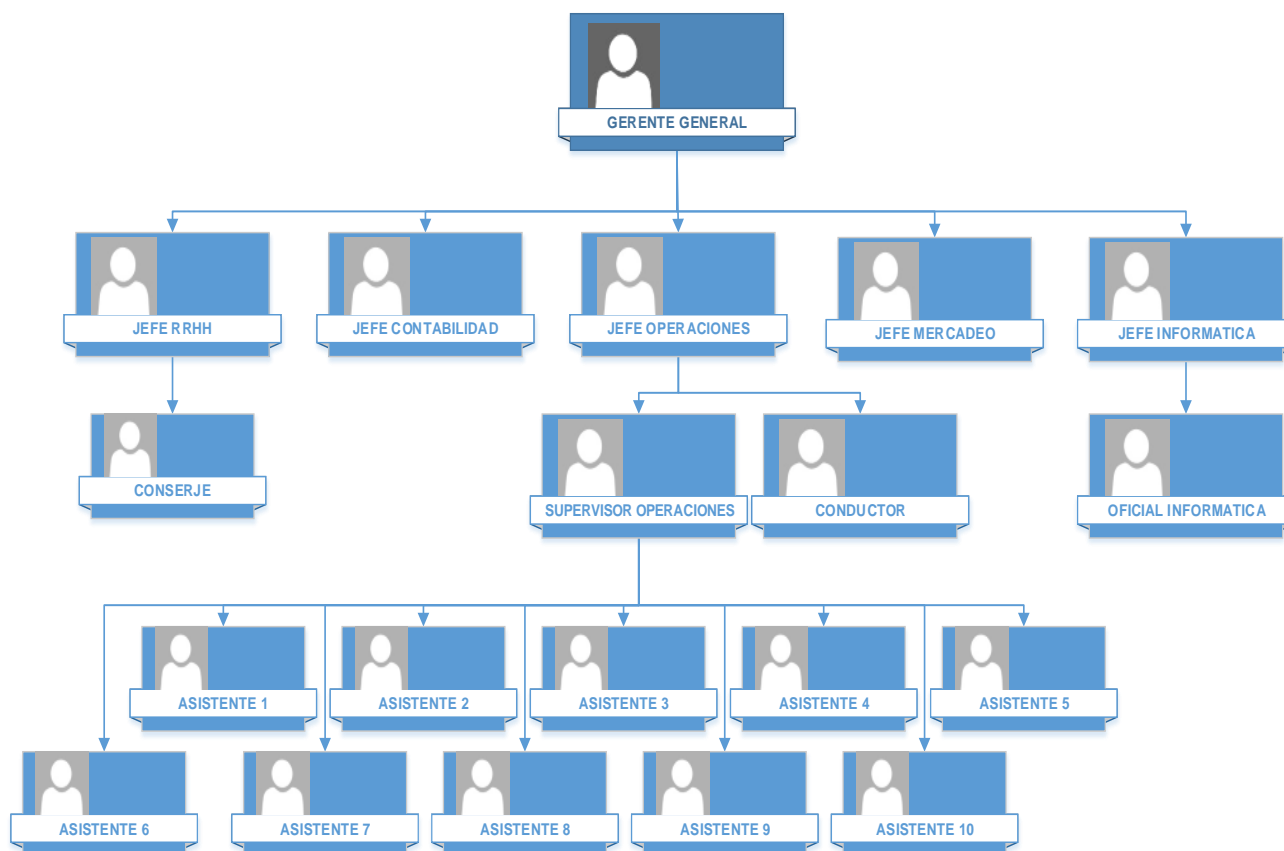 GERENTE GENERAL
JEFE RRHH
JEFE CONTABILIDAD
JEFE OPERACIONES
JEFE MERCADEO
JEFE INFORMATICA
CONSERJE
SUPERVISOR OPERACIONES
CONDUCTOR
OFICIAL INFORMATICA
ASISTENTE 1
ASISTENTE 2
ASISTENTE 3
ASISTENTE 4
ASISTENTE 5
ASISTENTE 6
ASISTENTE 7
ASISTENTE 8
ASISTENTE 9
ASISTENTE 10